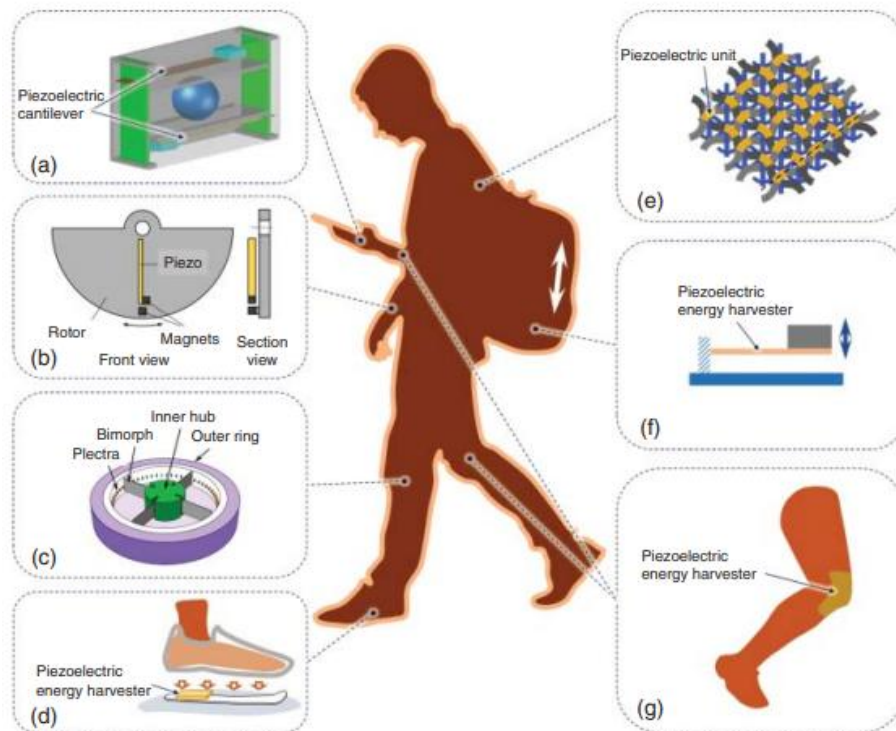 Piezoelectric
cantilever
(a)
Piezo
Rotor
Magnets
Front view
Section
view
(b)
Inner hub
Bimorph
Outer ring
Plectra
(c)
Piezoelectric
energy harvester
(d)
Piezoelectric unit
(e)
Piezoelectric
energy harvester
(f)
Piezoelectric
energy harvester
(g)